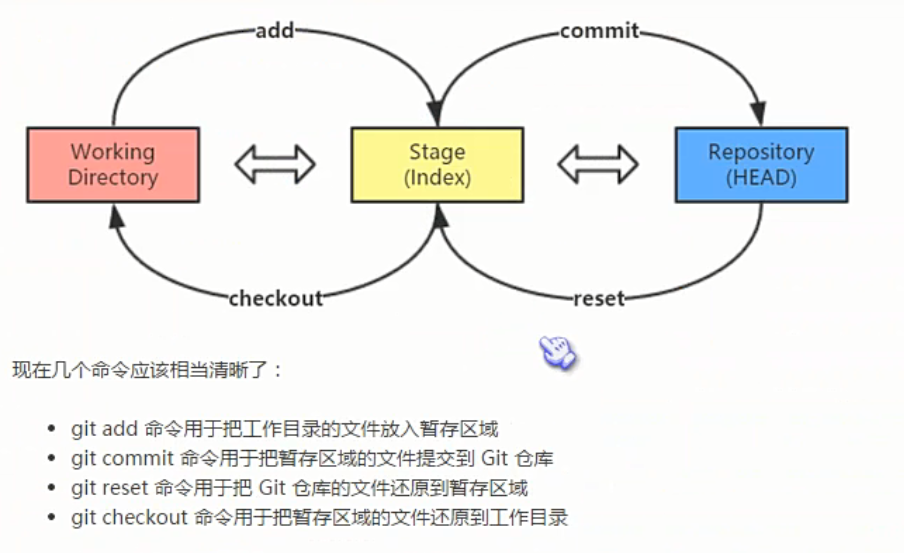 add
commit
Working
Directory
Stage
(Index)
Repository
(HEAD)
checkout
reset
现在几个命令应该相当清晰了：
• git add 命令用于把工作目录的文件放入暂存区域
• git commit 命令用于把暂存区域的文件提交到 Git 仓库
• git reset 命令用于把 Git 仓库的文件还原到暂存区域
• git checkout 命令用于把暂存区域的文件还原到工作目录